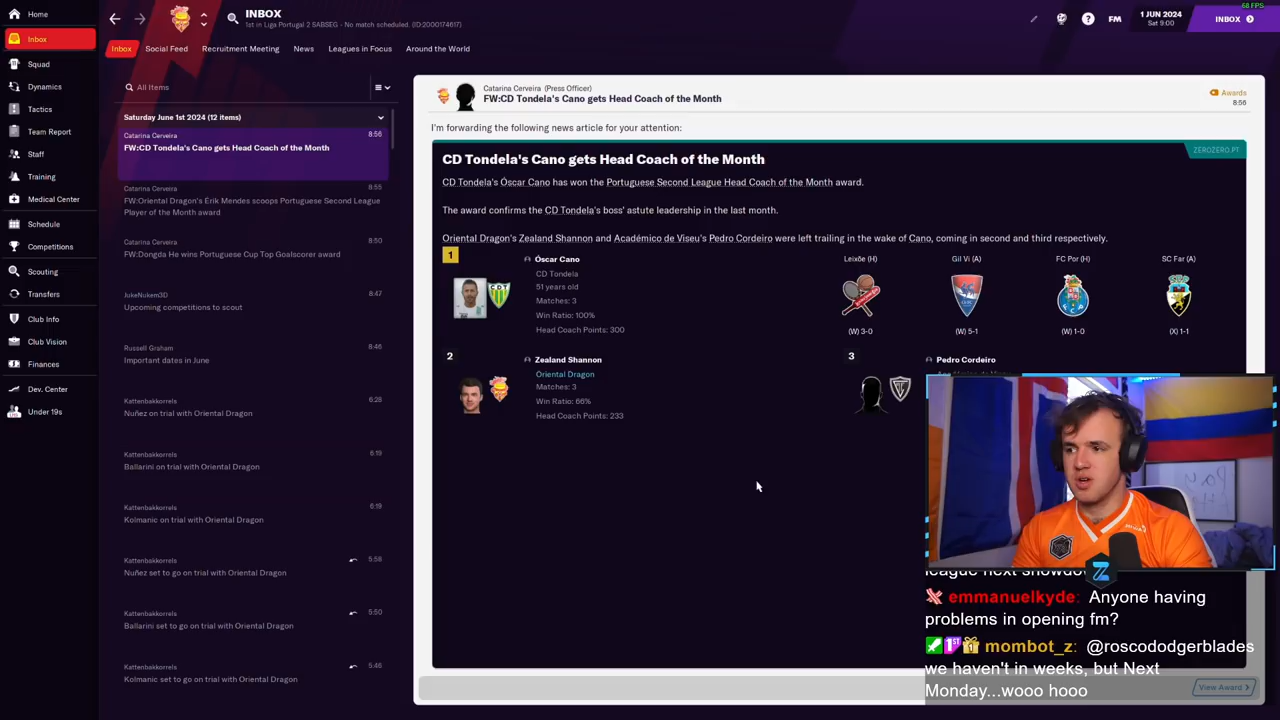 68 FPS
Home
INBOX
1st in Liga Portugal 2 SABSEG - No match scheduled. (ID:2000174617)
FM
1 JUN 2024
Sat 9:00
INBOX
Inbox
Squad
Dynamics
Tactics
Team Report
Staff
Training
Medical Center
Schedule
Competitions
Scouting
Transfers
Club Info
Club Vision
Finances
Dev. Center
Under 19s
Inbox
Social Feed
Recruitment Meeting
News
Leagues in Focus
Around the World
All Items
Saturday June 1st 2024 (12 items)
Catarina Cerveira 8:56
FW:CD Tondela's Cano gets Head Coach of the Month
Catarina Cerveira 8:55
FW:Oriental Dragon's Érik Mendes scoops Portuguese Second League
Player of the Month award
Catarina Cerveira 8:50
FW:Dongda He wins Portuguese Cup Top Goalscorer award
JukeNukem3D 8:47
Upcoming competitions to scout
Russell Graham 8:46
Important dates in June
Kattenbakkorrels 6:28
Nuñez on trial with Oriental Dragon
Kattenbakkorrels 6:19
Ballarini on trial with Oriental Dragon
Kattenbakkorrels 6:19
Kolmanic on trial with Oriental Dragon
Kattenbakkorrels 5:58
Nuñez set to go on trial with Oriental Dragon
Kattenbakkorrels 5:50
Ballarini set to go on trial with Oriental Dragon
Kattenbakkorrels 5:46
Kolmanic set to go on trial with Oriental Dragon
Catarina Cerveira (Press Officer)
FW:CD Tondela's Cano gets Head Coach of the Month
Awards
8:56
I'm forwarding the following news article for your attention:
CD Tondela's Cano gets Head Coach of the Month
ZEROZERO.PT
CD Tondela's Óscar Cano has won the Portuguese Second League Head Coach of the Month award.
The award confirms the CD Tondela's boss' astute leadership in the last month.
Oriental Dragon's Zealand Shannon and Académico de Viseu's Pedro Cordeiro were left trailing in the wake of Cano, coming in second and third respectively.
1
Óscar Cano
CD Tondela
51 years old
Matches: 3
Win Ratio: 100%
Head Coach Points: 300
Leixõe (H)
(W) 3-0
Gil Vi (A)
(W) 5-1
FC Por (H)
(W) 1-0
SC Far (A)
(X) 1-1
2
Zealand Shannon
Oriental Dragon
Matches: 3
Win Ratio: 66%
Head Coach Points: 233
3
Pedro Cordeiro
league next
emmanuelkyde: Anyone having
problems in opening fm?
mombot_z: @roscododgerblades
we haven't in weeks, but Next
Monday...wooo hooo
View Award